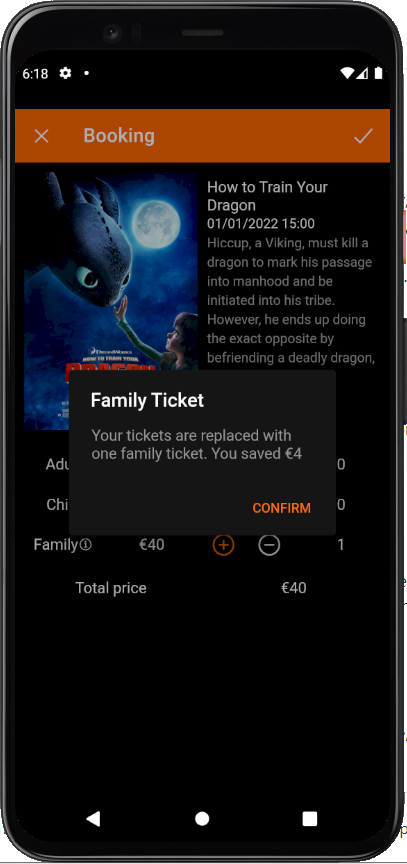 6:18
Booking
How to Train Your
Dragon
01/01/2022 15:00
Hiccup, a Viking, must kill a
dragon to mark his passage
into manhood and be
initiated into his tribe.
However, he ends up doing
the exact opposite by
befriending a deadly dragon,
DREAMWORKS
HOW TO TRAIN YOUR
DRAGON
Family Ticket
Your tickets are replaced with
one family ticket. You saved €4
CONFIRM
Adu
0
Chi
0
Family
€40
1
Total price
€40